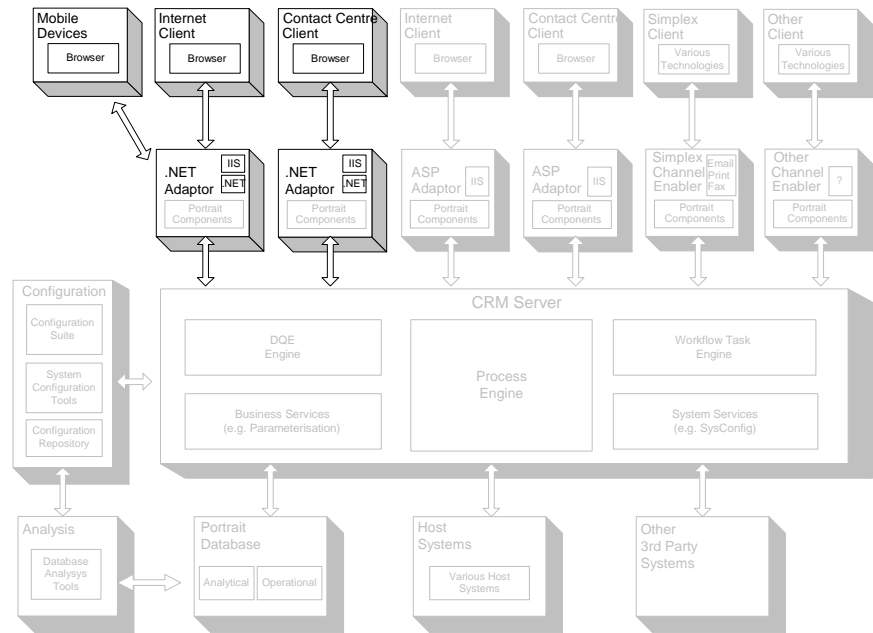 Mobile
Devices
Browser
Internet
Client
Browser
Contact Centre
Client
Browser
Internet
Client
Browser
Contact Centre
Client
Browser
Simplex
Client
Various
Technologies
Other
Client
Various
Technologies
.NET
Adaptor
IIS
.NET
Portrait
Components
.NET
Adaptor
IIS
.NET
Portrait
Components
ASP
Adaptor
IIS
Portrait
Components
ASP
Adaptor
IIS
Portrait
Components
Simplex
Channel
Enabler
Email
Print
Fax
Portrait
Components
Other
Channel
Enabler
?
Portrait
Components
Configuration
Configuration
Suite
System
Configuration
Tools
Configuration
Repository
CRM Server
DQE
Engine
Process
Engine
Workflow Task
Engine
Business Services
(e.g. Parameterisation)
System Services
(e.g. SysConfig)
Analysis
Database
Analysys
Tools
Portrait
Database
Analytical
Operational
Host
Systems
Various Host
Systems
Other
3rd Party
Systems